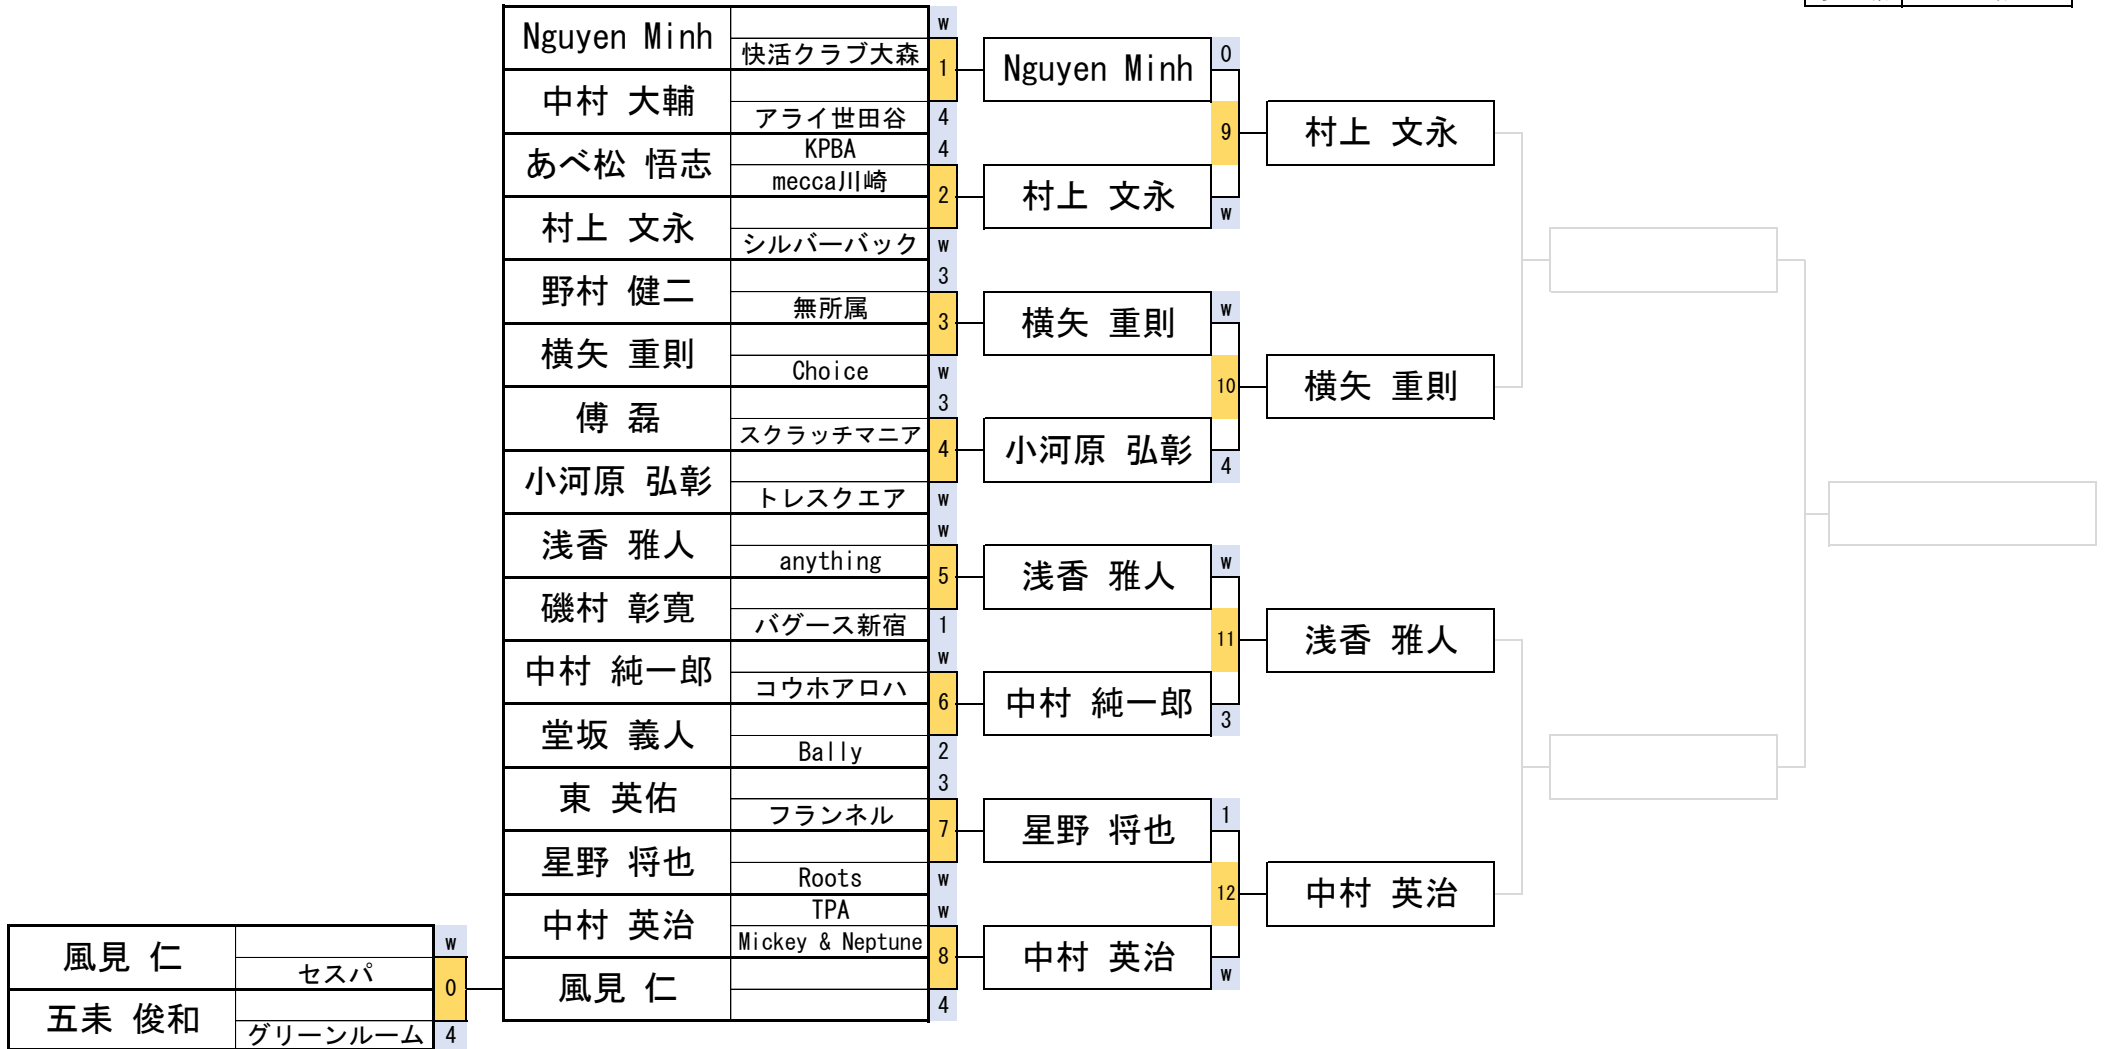 Nguyen Minh
w
快活クラブ大森
1
中村 大輔
アライ世田谷
4
あべ松 悟志
KPBA
4
mecca川崎
2
村上 文永
シルバーバック
w
野村 健二
3
無所属
3
横矢 重則
Choice
w
傅 磊
3
スクラッチマニア
4
小河原 弘彰
トレスクエア
w
浅香 雅人
w
anything
5
磯村 彰寛
バグース新宿
1
中村 純一郎
w
コウホアロハ
6
堂坂 義人
Bally
2
東 英佑
3
フランネル
7
星野 将也
Roots
w
中村 英治
TPA
w
Mickey & Neptune
8
風見 仁
4
風見 仁
w
セスパ
0
五耒 俊和
グリーンルーム
4
Nguyen Minh
0
9
村上 文永
w
横矢 重則
w
10
小河原 弘彰
4
浅香 雅人
w
11
中村 純一郎
3
星野 将也
1
12
中村 英治
w
村上 文永
横矢 重則
浅香 雅人
中村 英治